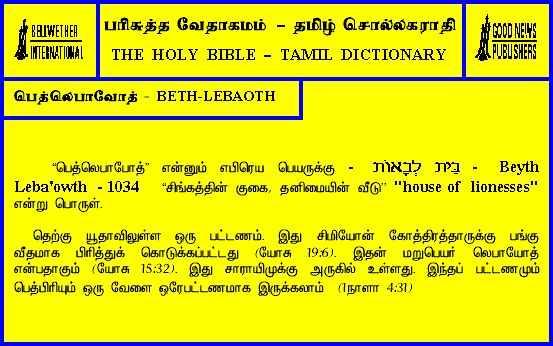 BELLWETHER
INTERNATIONAL
பரிசுத்த வேதாகமம் – தமிழ் சொல்லகராதி
THE HOLY BIBLE – TAMIL DICTIONARY
GOOD NEWS
PUBLISHERS
பெத்லெபாவோத் - BETH-LEBAOTH
“பெத்லெபாபோத்” என்னும் எபிரெய பெயருக்கு - בֵּית לְבָאוֹת - Beyth
Leba'owth - 1034 “சிங்கத்தின் குகை, தனிமையின் வீடு” "house of lionesses"
என்று பொருள்.
தெற்கு யூதாவிலுள்ள ஒரு பட்டணம். இது சிமியோன் கோத்திரத்தாருக்கு பங்கு
வீதமாக பிரித்துக் கொடுக்கப்பட்டது (யோசு 19:6). இதன் மறுபெயர் லெபாயோத்
என்பதாகும் (யோசு 15:32). இது சாராயிமுக்கு அருகில் உள்ளது. இந்தப் பட்டணமும்
பெத்பிரியும் ஒரு வேளை ஒரேபட்டணமாக இருக்கலாம் (1நாளா 4:31)